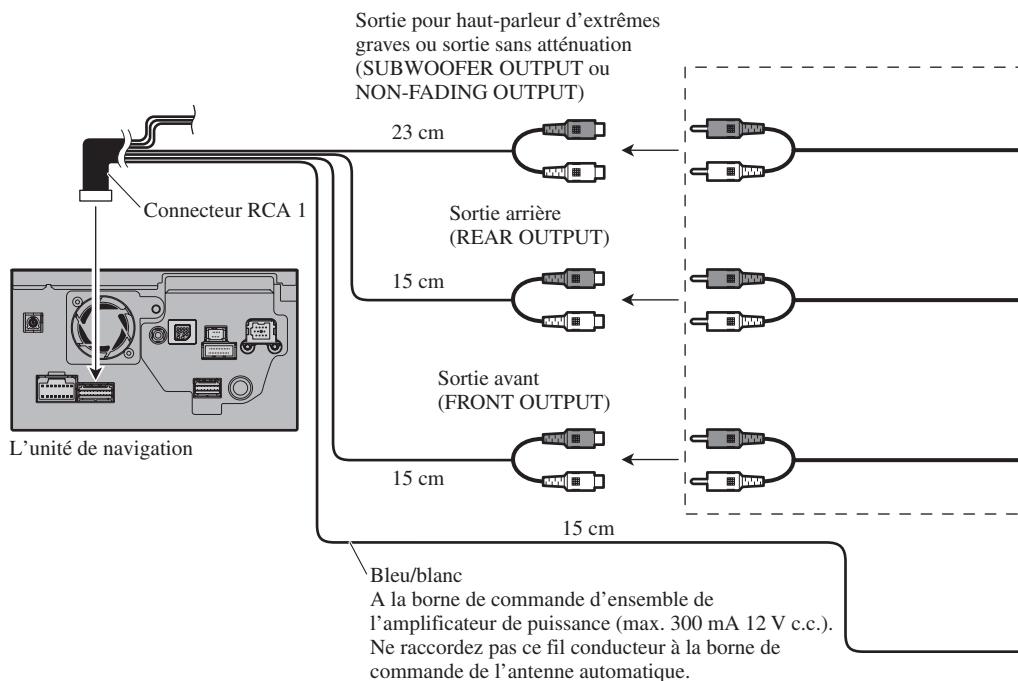 Sortie pour haut-parleur d'extrêmes
graves ou sortie sans atténuation
(SUBWOOFER OUTPUT ou
NON-FADING OUTPUT)
23 cm
Connecteur RCA 1
Sortie arrière
(REAR OUTPUT)
15 cm
Sortie avant
(FRONT OUTPUT)
L'unité de navigation
15 cm
15 cm
Bleu/blanc
A la borne de commande d'ensemble de
l'amplificateur de puissance (max. 300 mA 12 V c.c.).
Ne raccordez pas ce fil conducteur à la borne de
commande de l'antenne automatique.